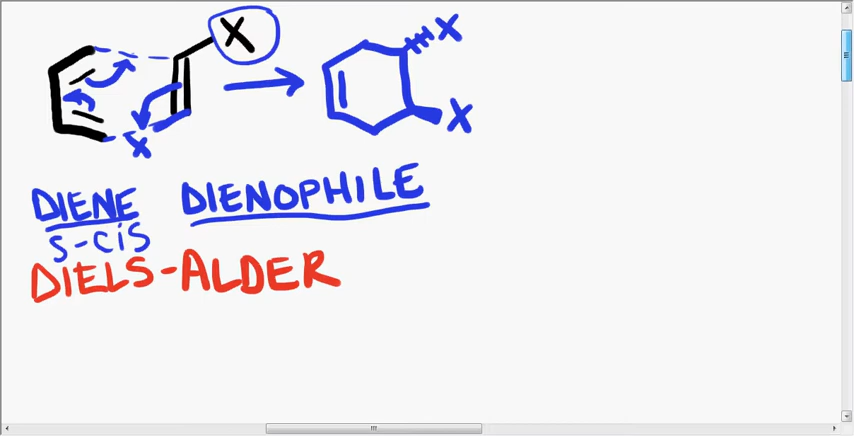 X
X
X
X
DIENE DIENOPHILE
s-cis
DIELS-ALDER